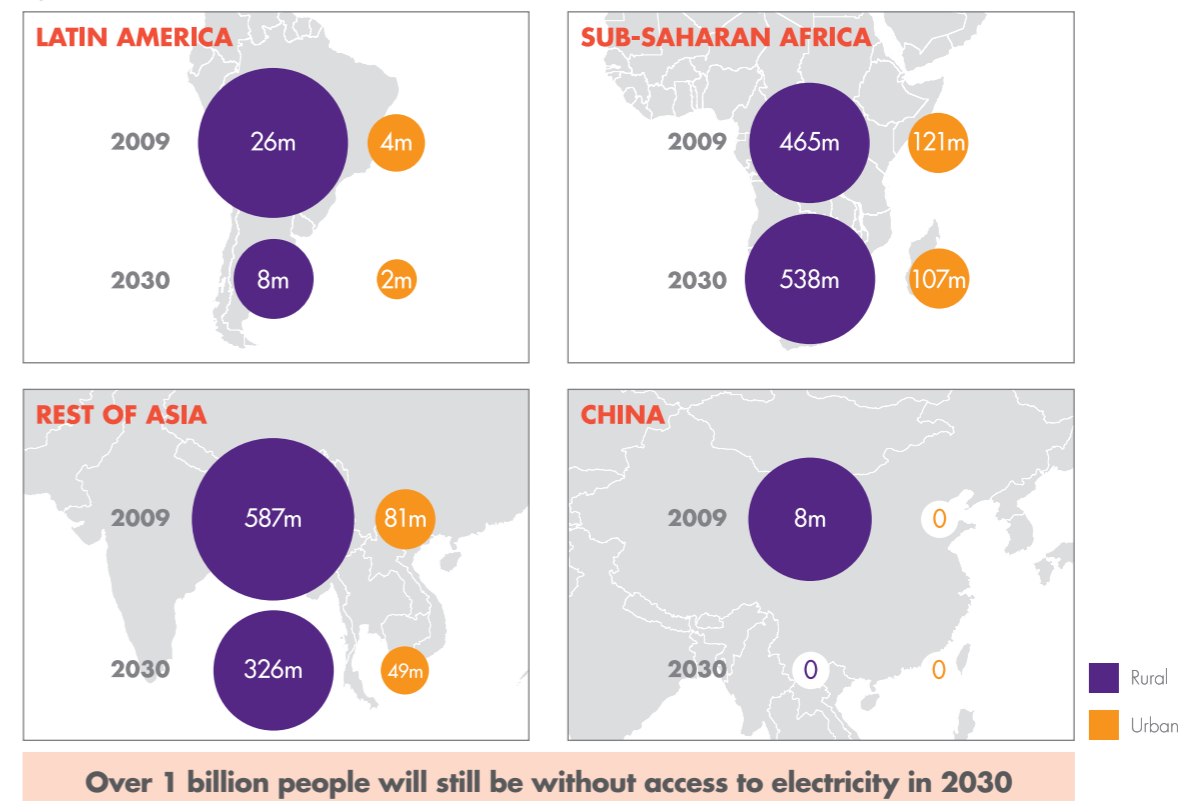 LATIN AMERICA
2009 26m 4m
2030 8m 2m
SUB-SAHARAN AFRICA
2009 465m 121m
2030 538m 107m
REST OF ASIA
2009 587m 81m
2030 326m 49m
CHINA
2009 8m 0
2030 0 0
Rural
Urban
Over 1 billion people will still be without access to electricity in 2030